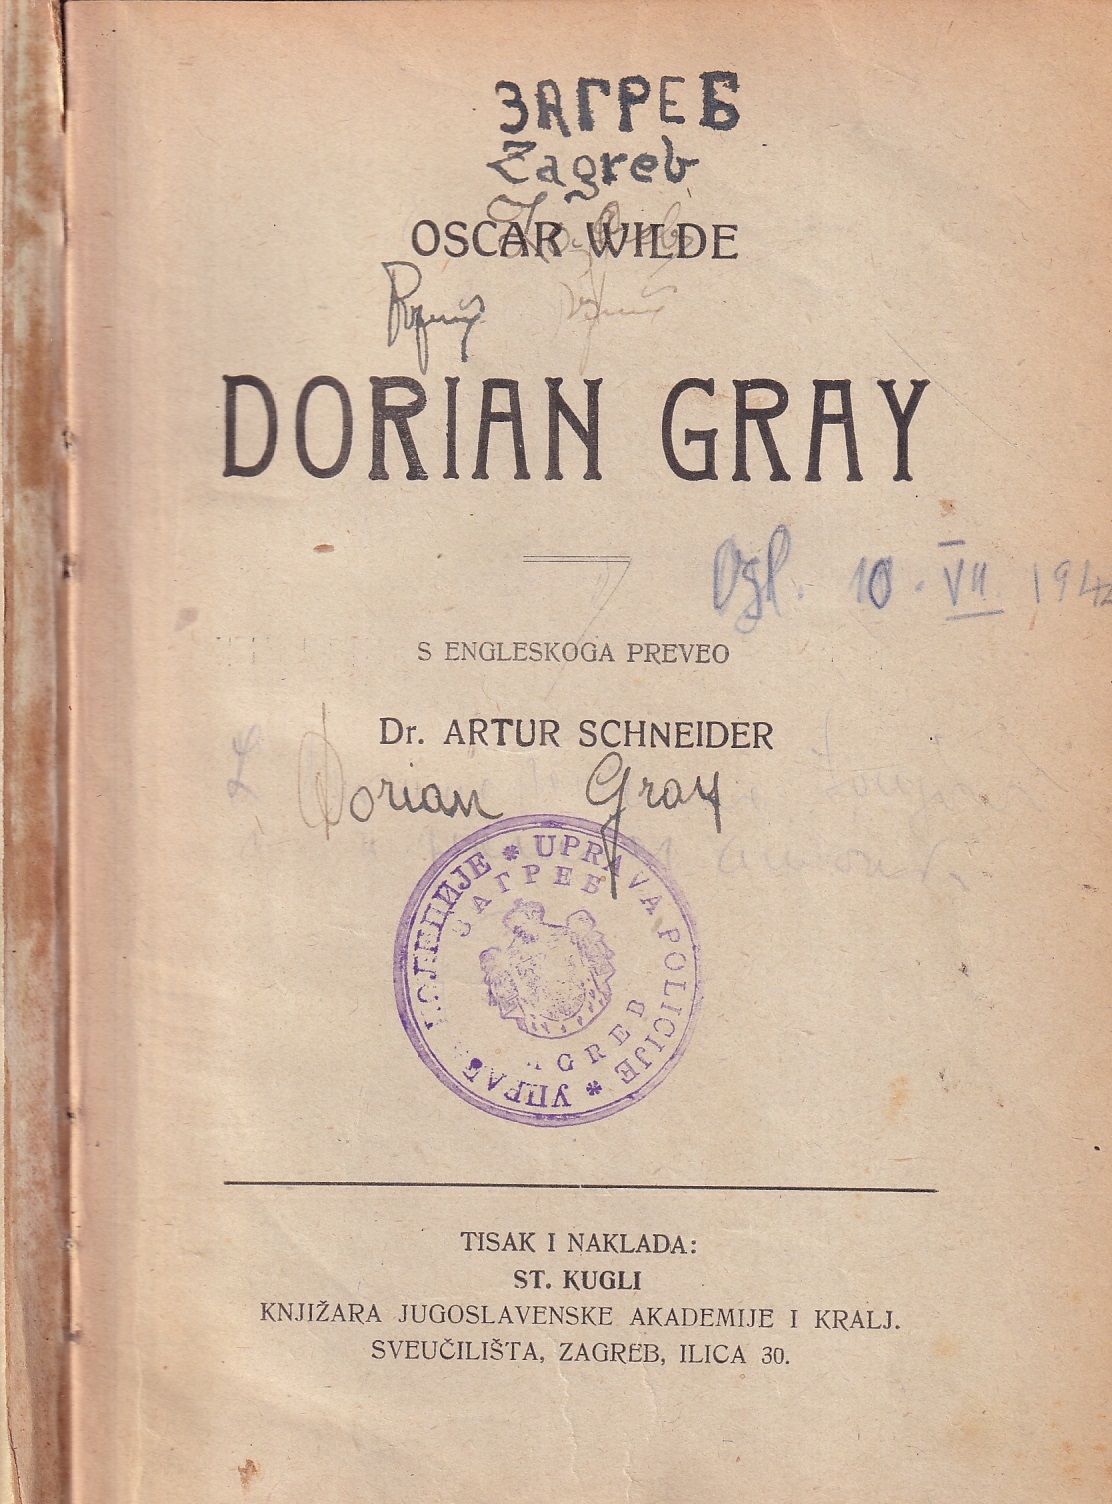 ЗАГРЕБ
Zagreb
OSCAR WILDE
DORIAN GRAY
Ogl. 10. VII 194
S ENGLESKOGA PREVEO
Dr. ARTUR SCHNEIDER
Dorian Gray
* UPRAVA POLICIJE *
ЗАГРЕБ
TISAK I NAKLADA:
ST. KUGLI
KNJIŽARA JUGOSLAVENSKE AKADEMIJE I KRALJ.
SVEUČILIŠTA, ZAGREB, ILICA 30.